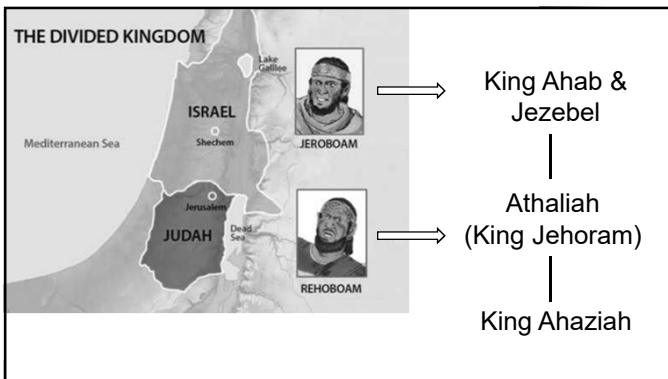 THE DIVIDED KINGDOM
Lake
Galilee
ISRAEL
Shechem
Mediterranean Sea
JEROBOAM
Jerusalem
JUDAH
Dead
Sea
REHOBOAM
King Ahab &
Jezebel
Athaliah
(King Jehoram)
King Ahaziah